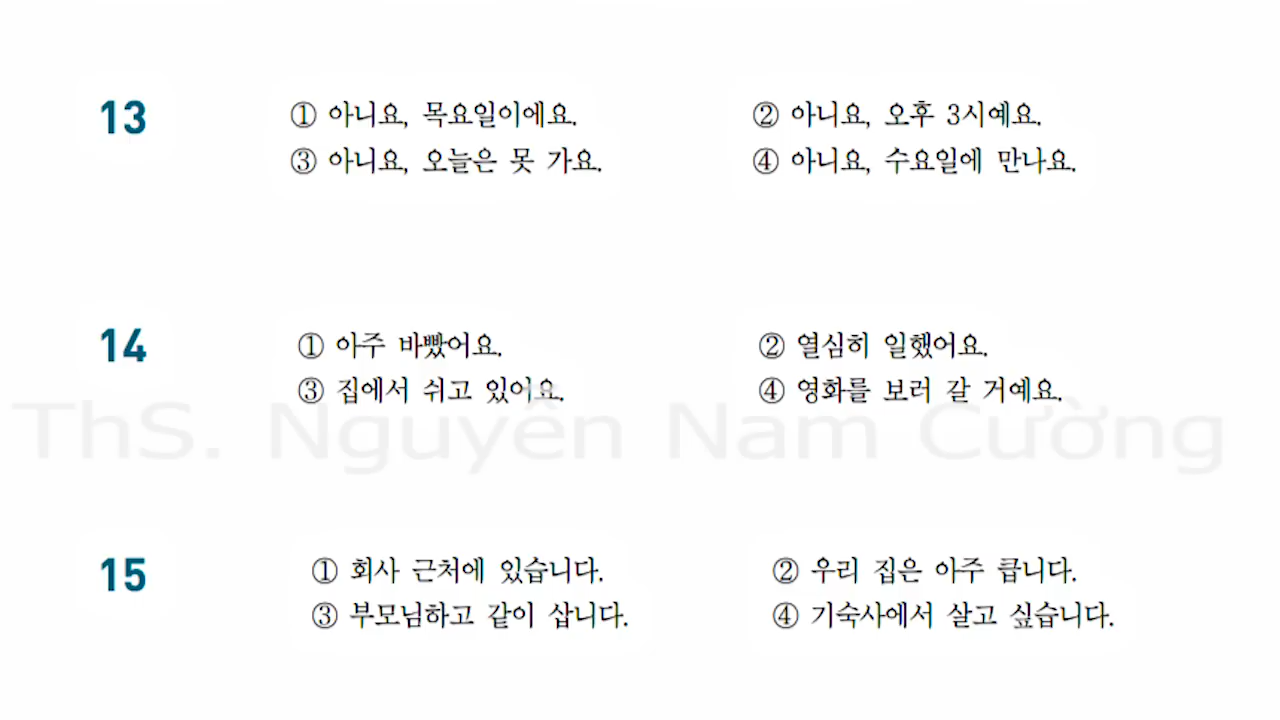 13
① 아니요, 목요일이에요. ② 아니요, 오후 3시예요.
③ 아니요, 오늘은 못 가요. ④ 아니요, 수요일에 만나요.
14
① 아주 바빴어요. ② 열심히 일했어요.
③ 집에서 쉬고 있어요. ④ 영화를 보러 갈 거예요.
ThS. Nguyễn Nam Cường
15
① 회사 근처에 있습니다. ② 우리 집은 아주 큽니다.
③ 부모님하고 같이 삽니다. ④ 기숙사에서 살고 싶습니다.